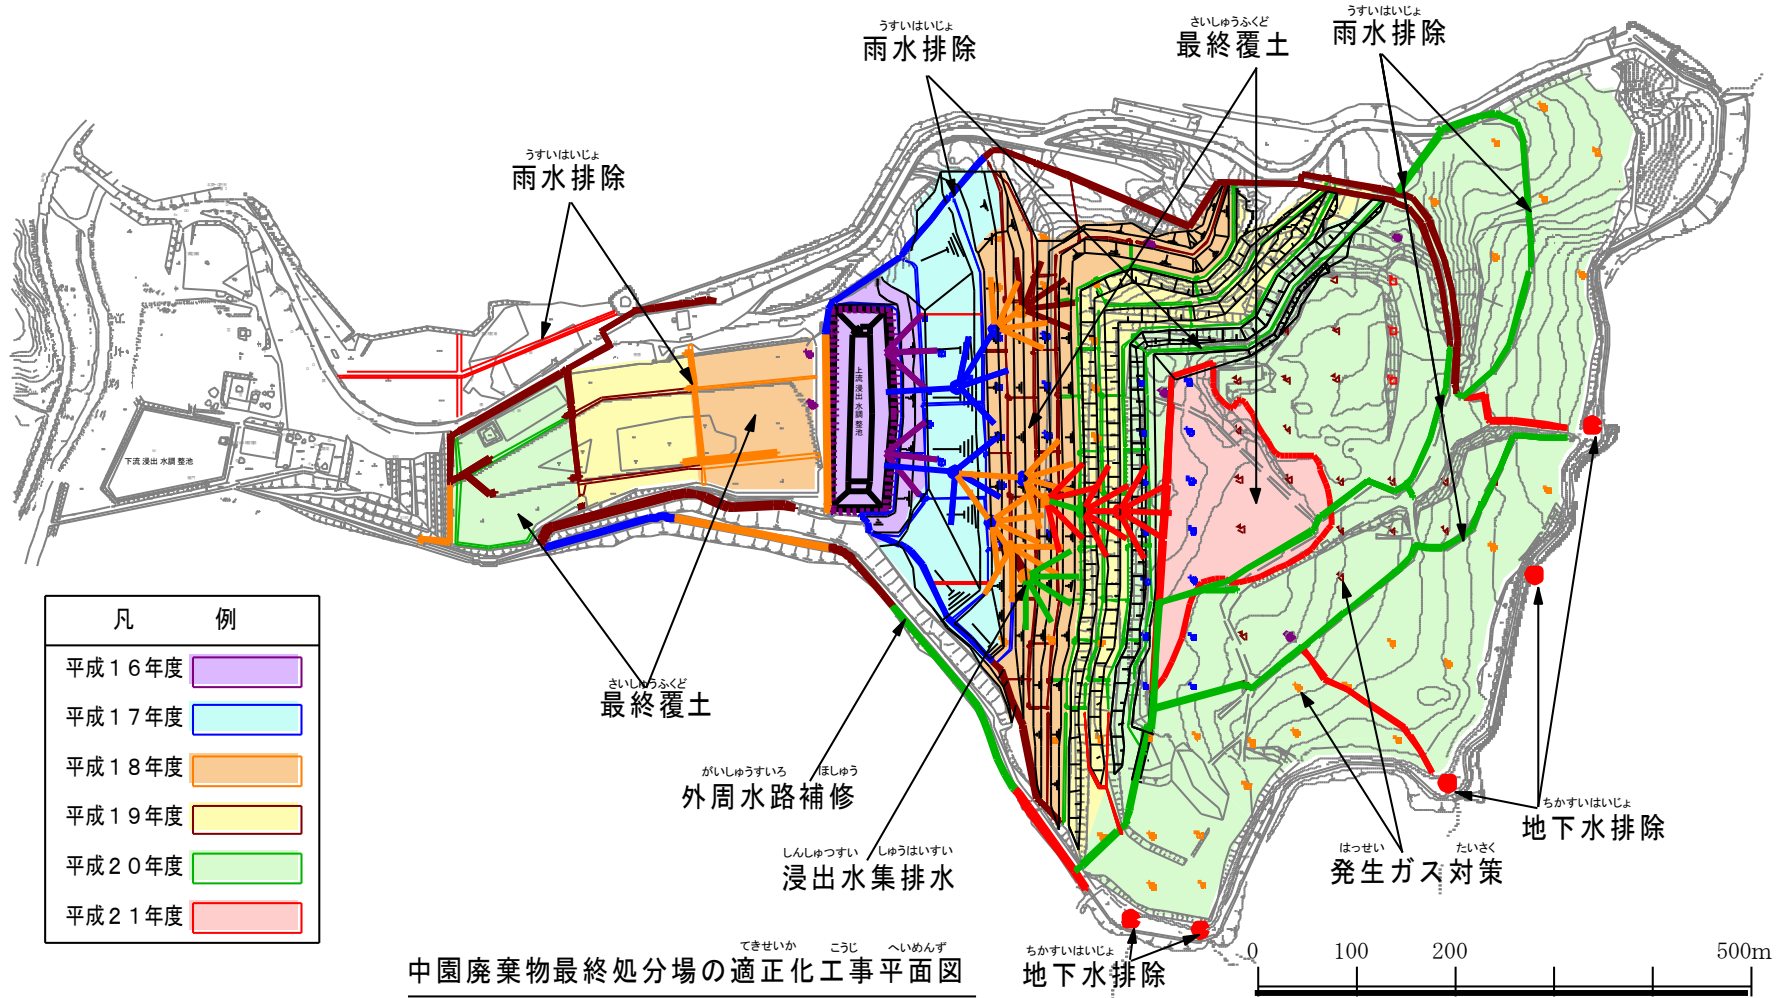 うすいはいじょ
雨水排除
さいしゅうふくど
最終覆土
うすいはいじょ
雨水排除
うすいはいじょ
雨水排除
上流浸出水調整池
下流浸出水調整池
凡 例
平成16年度
平成17年度
平成18年度
平成19年度
平成20年度
平成21年度
さいしゅうふくど
最終覆土
がいしゅうすいろ ほしゅう
外周水路補修
しんしゅつすい しゅうはいすい
浸出水集排水
ちかすいはいじょ
地下水排除
はっせい たいさく
発生ガス対策
ちかすいはいじょ
地下水排除
てきせいか こうじ へいめんず
中園廃棄物最終処分場の適正化工事平面図
0 100 200 500m